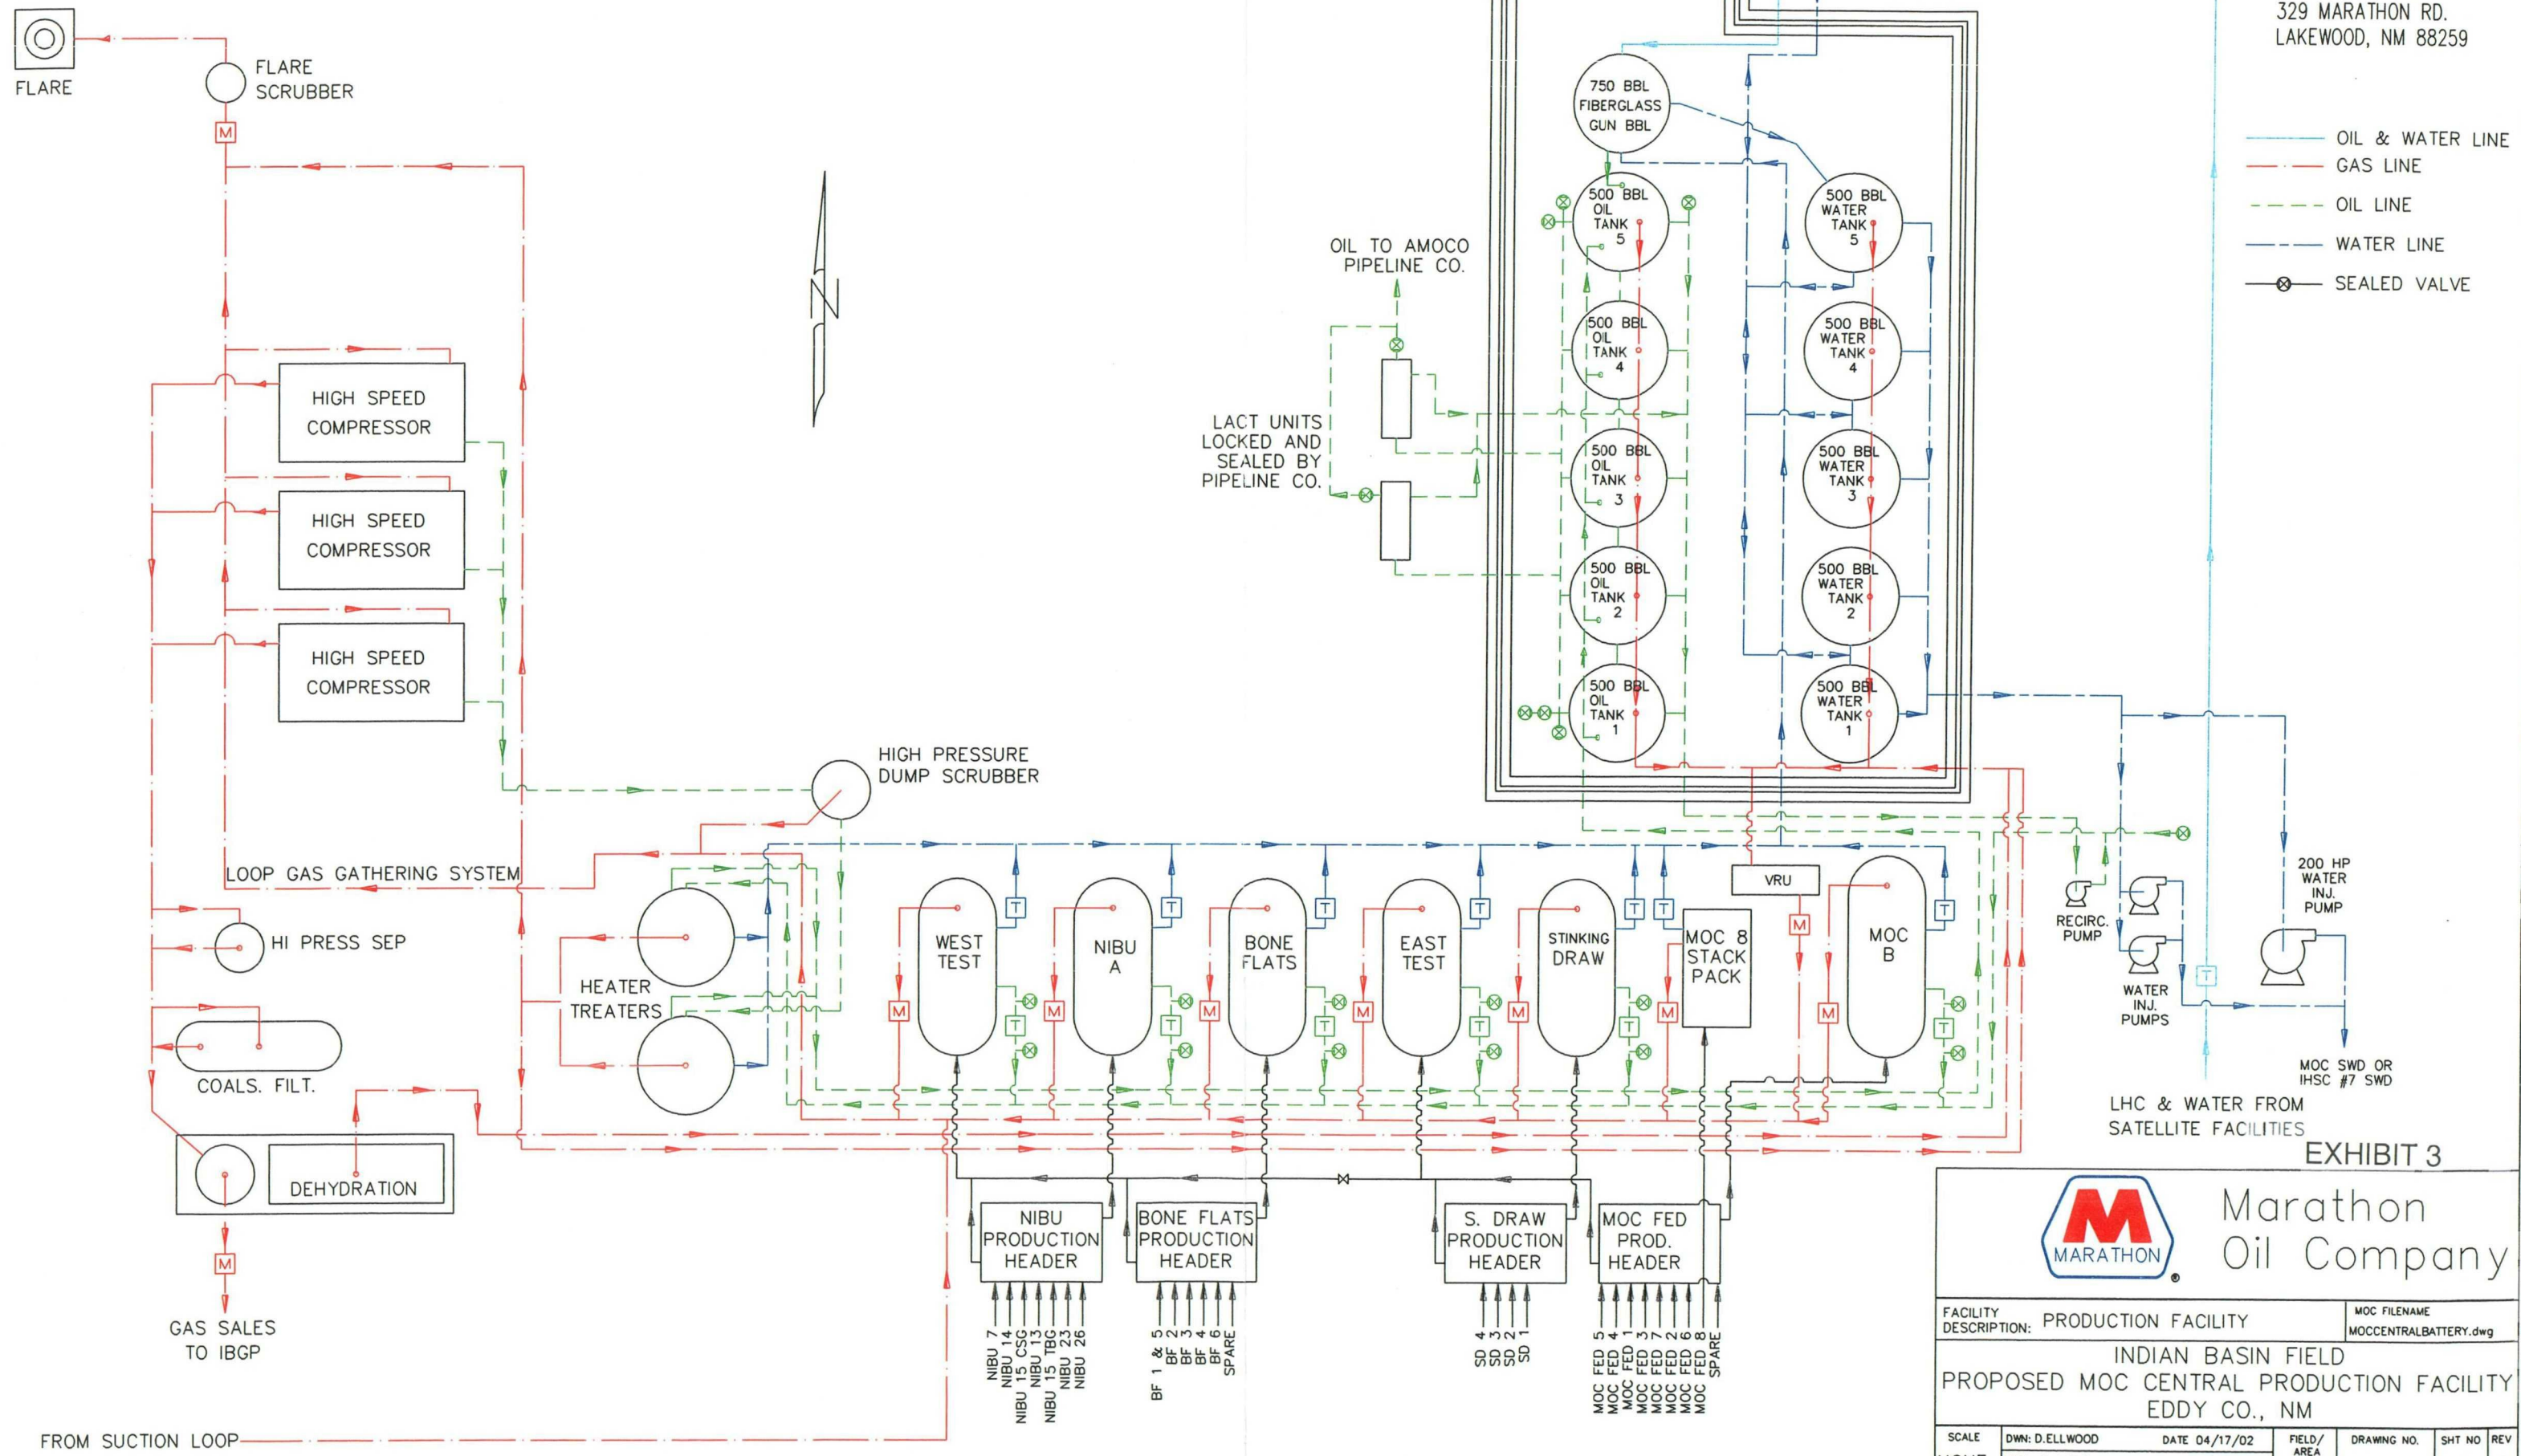 329 MARATHON RD.
LAKEWOOD, NM 88259
FLARE
FLARE
SCRUBBER
M
750 BBL
FIBERGLASS
GUN BBL
OIL & WATER LINE
GAS LINE
OIL LINE
WATER LINE
SEALED VALVE
N
500 BBL
OIL
TANK
5
500 BBL
WATER
TANK
5
OIL TO AMOCO
PIPELINE CO.
500 BBL
OIL
TANK
4
500 BBL
WATER
TANK
4
HIGH SPEED
COMPRESSOR
LACT UNITS
LOCKED AND
SEALED BY
PIPELINE CO.
500 BBL
OIL
TANK
3
500 BBL
WATER
TANK
3
HIGH SPEED
COMPRESSOR
500 BBL
OIL
TANK
2
500 BBL
WATER
TANK
2
HIGH SPEED
COMPRESSOR
500 BBL
OIL
TANK
1
500 BBL
WATER
TANK
1
HIGH PRESSURE
DUMP SCRUBBER
LOOP GAS GATHERING SYSTEM
HI PRESS SEP
HEATER
TREATERS
COALS. FILT.
DEHYDRATION
M
GAS SALES
TO IBGP
FROM SUCTION LOOP
WEST
TEST
NIBU
A
BONE
FLATS
EAST
TEST
STINKING
DRAW
MOC 8
STACK
PACK
VRU
MOC
B
T
T
T
T
T
T
T
M
M
M
M
M
M
M
M
T
T
T
T
T
T
RECIRC.
PUMP
WATER
INJ.
PUMPS
T
200 HP
WATER
INJ.
PUMP
MOC SWD OR
IHSC #7 SWD
LHC & WATER FROM
SATELLITE FACILITIES
NIBU
PRODUCTION
HEADER
BONE FLATS
PRODUCTION
HEADER
S. DRAW
PRODUCTION
HEADER
MOC FED
PROD.
HEADER
NIBU 7
NIBU 14
NIBU 15 CSG
NIBU 13
NIBU 15 TBG
NIBU 23
NIBU 26
BF 1 & 5
BF 2
BF 3
BF 4
BF 6
SPARE
SD 4
SD 3
SD 2
SD 1
MOC FED 5
MOC FED 4
MOC FED 1
MOC FED 3
MOC FED 7
MOC FED 2
MOC FED 6
MOC FED 8
SPARE
EXHIBIT 3
M
MARATHON
®
Marathon
Oil Company
FACILITY
DESCRIPTION: PRODUCTION FACILITY
MOC FILENAME
MOCCENTRALBATTERY.dwg
INDIAN BASIN FIELD
PROPOSED MOC CENTRAL PRODUCTION FACILITY
EDDY CO., NM
SCALE
DWN: D.ELLWOOD DATE 04/17/02
FIELD/
AREA
DRAWING NO.
SHT NO
REV